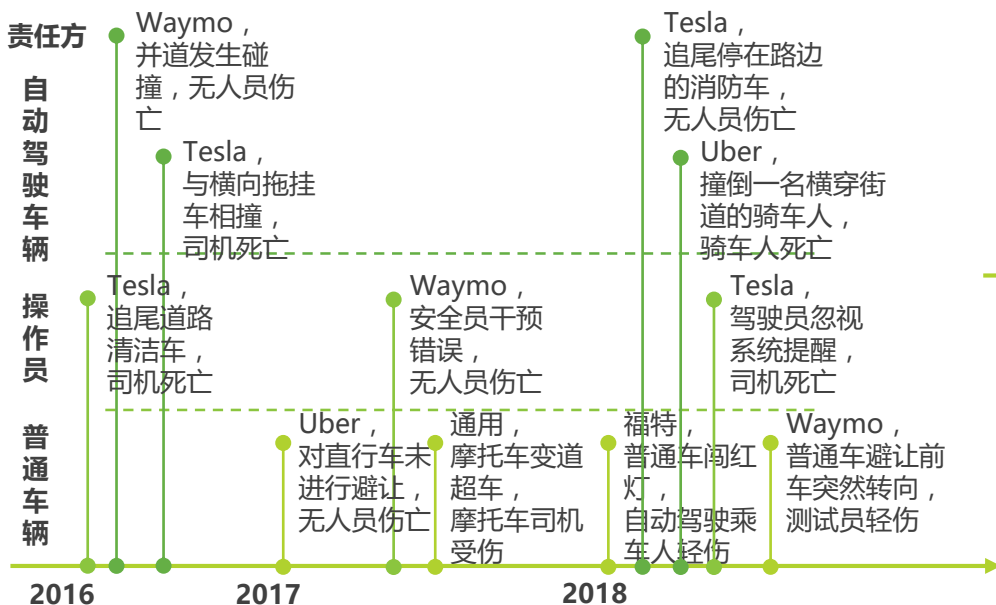 责任方
自动驾驶车辆
Waymo，
并道发生碰
撞，无人员伤
亡
Tesla，
与横向拖挂
车相撞，
司机死亡
Tesla，
追尾停在路边
的消防车，
无人员伤亡
Uber，
撞倒一名横穿街
道的骑车人，
骑车人死亡
操作员
Tesla，
追尾道路
清洁车，
司机死亡
Waymo，
安全员干预
错误，
无人员伤亡
Tesla，
驾驶员忽视
系统提醒，
司机死亡
普通车辆
Uber，
对直行车未
进行避让，
无人员伤亡
通用，
摩托车变道
超车，
摩托车司机
受伤
福特，
普通车闯红
灯，
自动驾驶乘
车人轻伤
Waymo，
普通车避让前
车突然转向，
测试员轻伤
2016
2017
2018